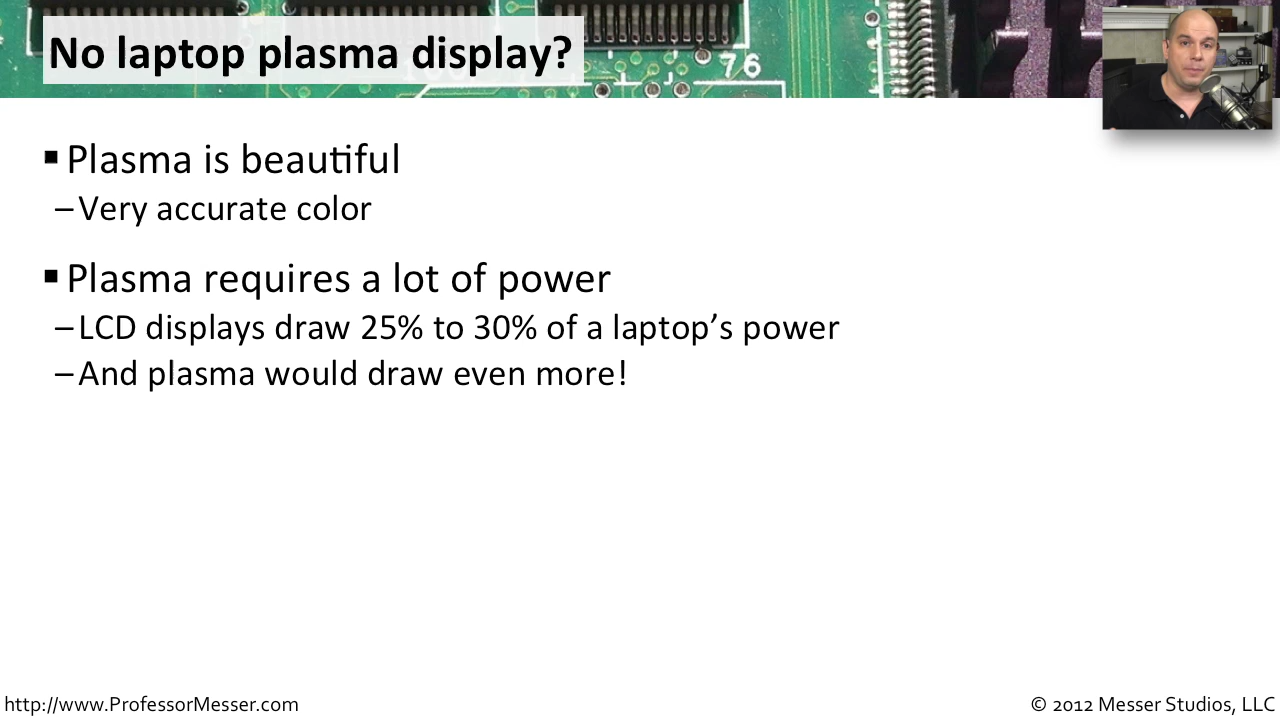 No laptop plasma display?
76
▪ Plasma is beautiful
– Very accurate color
▪ Plasma requires a lot of power
– LCD displays draw 25% to 30% of a laptop’s power
– And plasma would draw even more!
http://www.ProfessorMesser.com
© 2012 Messer Studios, LLC